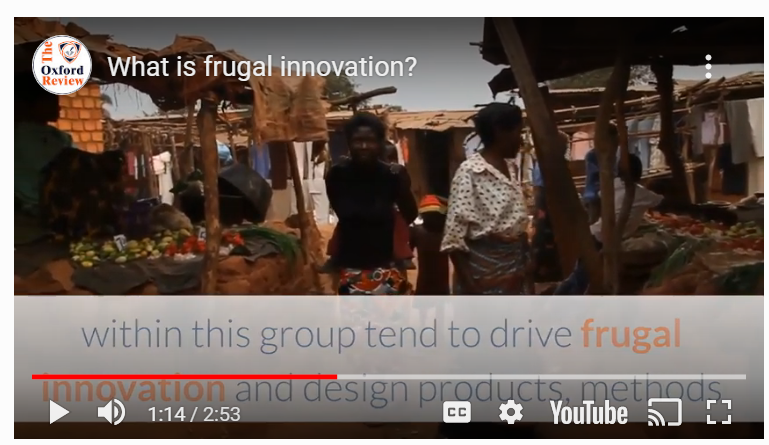 The
Oxford
Review
What is frugal innovation?
within this group tend to drive frugal
innovation and design products, methods,
1:14 / 2:53
CC
YouTube